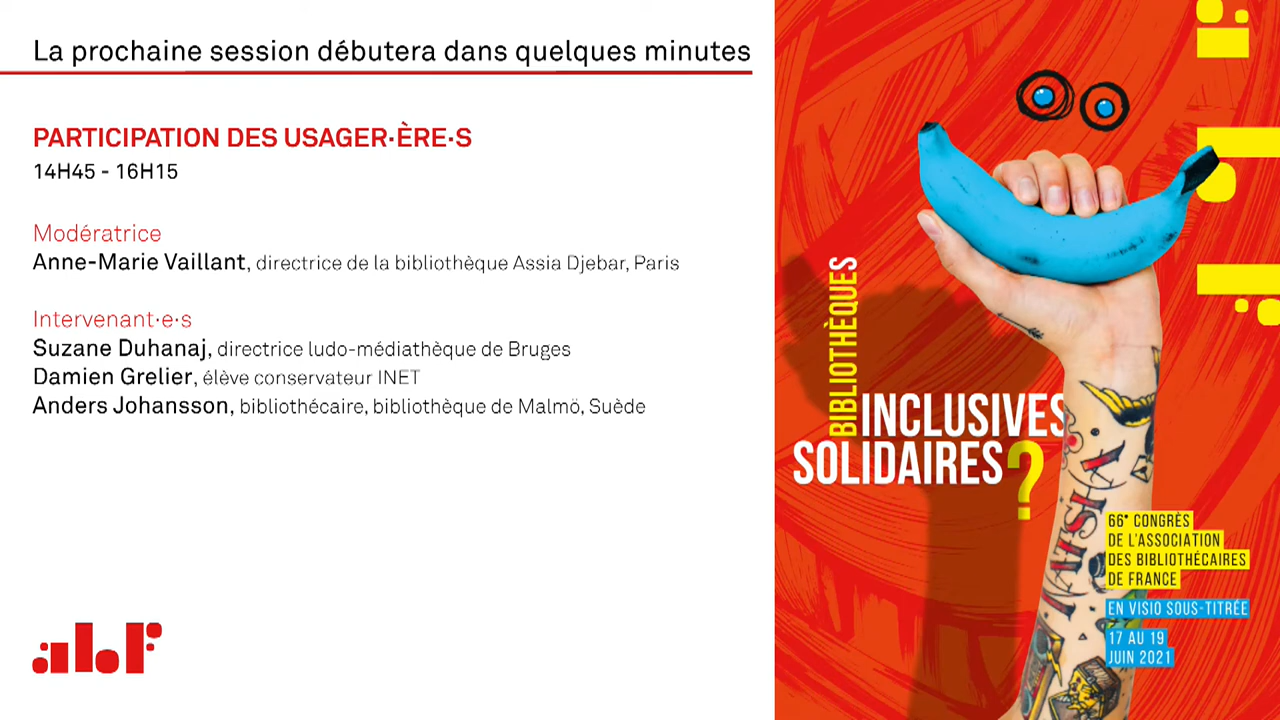 La prochaine session débutera dans quelques minutes
PARTICIPATION DES USAGER·ÈRE·S
14H45 - 16H15
Modératrice
Anne-Marie Vaillant, directrice de la bibliothèque Assia Djebar, Paris
Intervenant·e·s
Suzane Duhanaj, directrice ludo-médiathèque de Bruges
Damien Grelier, élève conservateur INET
Anders Johansson, bibliothécaire, bibliothèque de Malmö, Suède
abf
BIBLIOTHÈQUES
INCLUSIVES
SOLIDAIRES ?
66e CONGRÈS
DE L'ASSOCIATION
DES BIBLIOTHÉCAIRES
DE FRANCE
EN VISIO SOUS-TITRÉE
17 AU 19
JUIN 2021